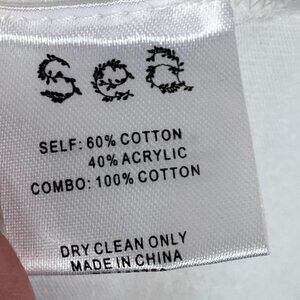 Sea
SELF: 60% COTTON
40% ACRYLIC
COMBO: 100% COTTON
DRY CLEAN ONLY
MADE IN CHINA